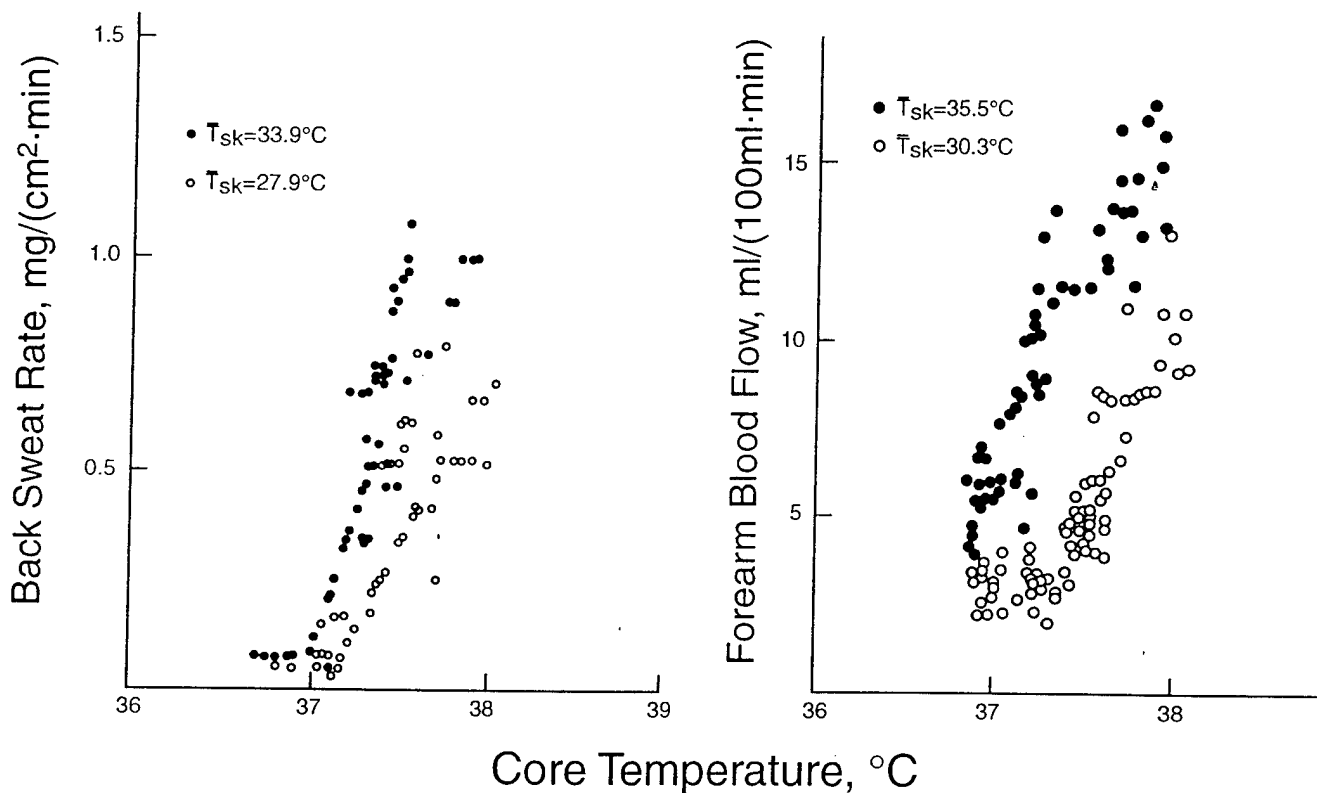 Back Sweat Rate, mg/(cm²·min)
1.5
1.0
0.5
● T̄sk=33.9°C
○ T̄sk=27.9°C
36
37
38
39
Forearm Blood Flow, ml/(100ml·min)
15
10
5
● T̄sk=35.5°C
○ T̄sk=30.3°C
36
37
38
Core Temperature, °C